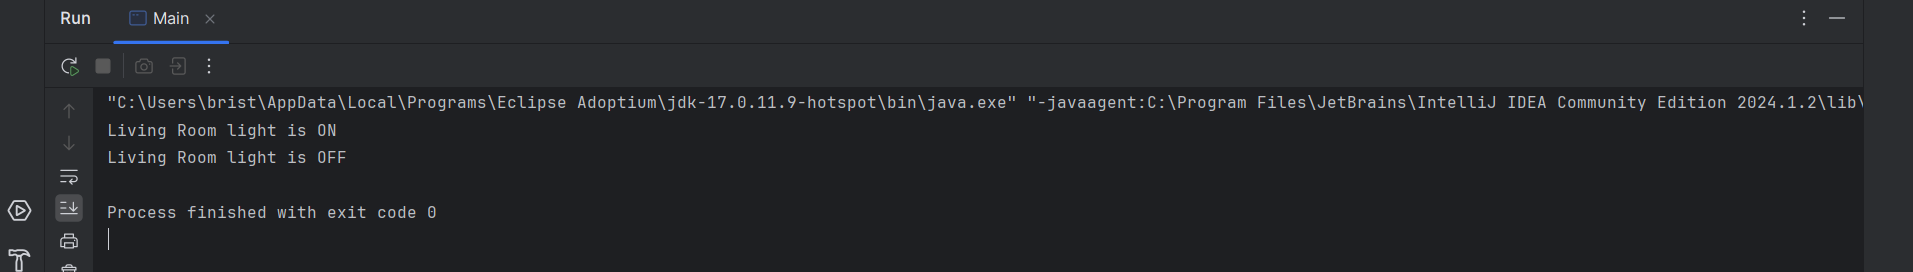 Run Main
"C:\Users\brist\AppData\Local\Programs\Eclipse Adoptium\jdk-17.0.11.9-hotspot\bin\java.exe" "-javaagent:C:\Program Files\JetBrains\IntelliJ IDEA Community Edition 2024.1.2\lib\
Living Room light is ON
Living Room light is OFF
Process finished with exit code 0